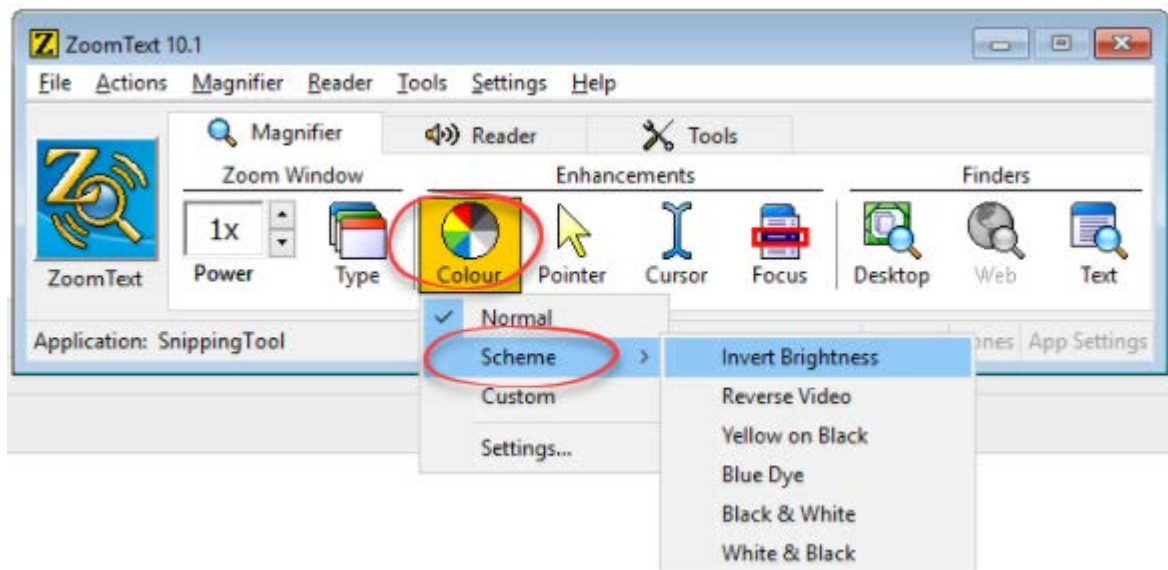 ZoomText 10.1
File Actions Magnifier Reader Tools Settings Help
Magnifier Reader Tools
Zoom Window Enhancements Finders
1x
Power Type Colour Pointer Cursor Focus Desktop Web Text
ZoomText
Normal
Application: SnippingTool App Settings
Scheme Invert Brightness
Custom Reverse Video
Yellow on Black
Settings...
Blue Dye
Black & White
White & Black